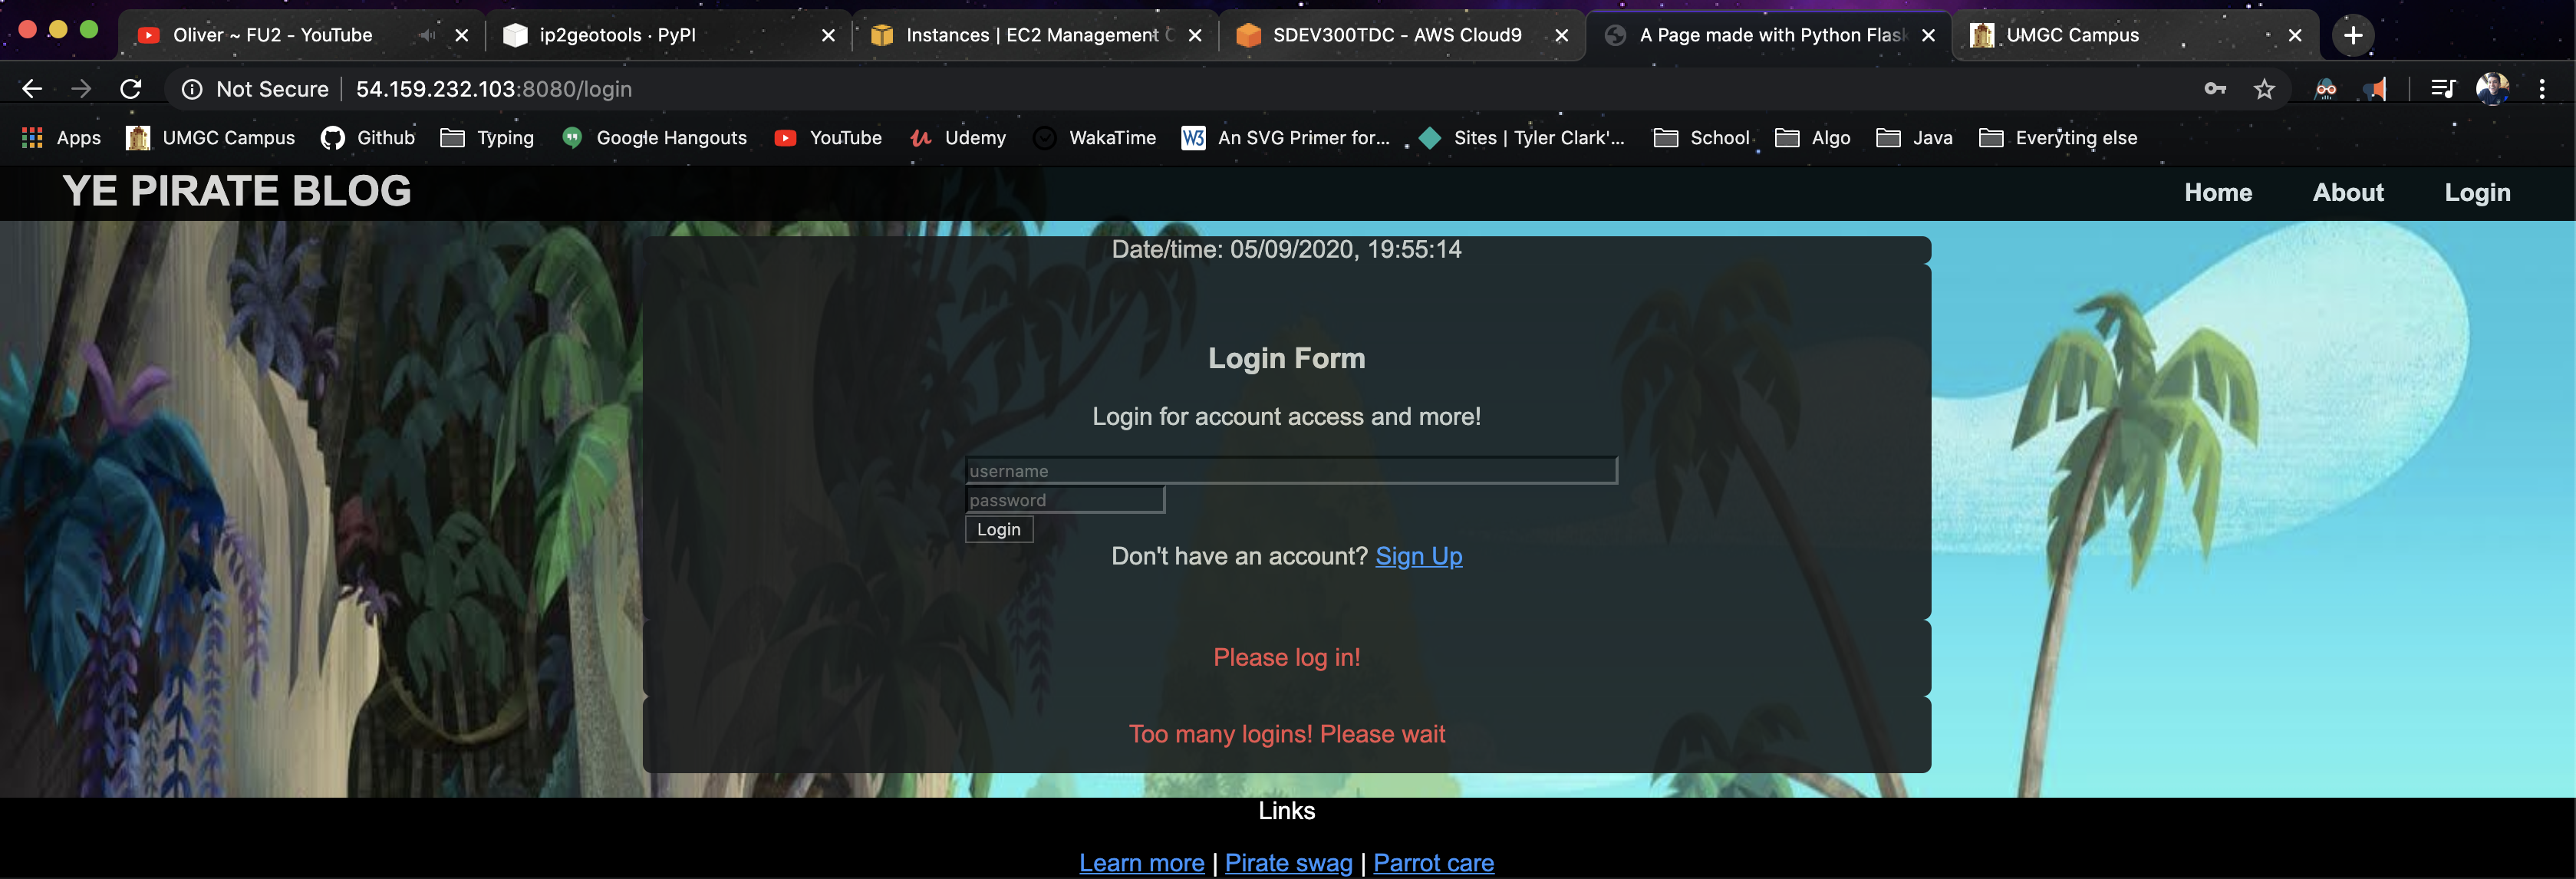 Oliver ~ FU2 - YouTube
ip2geotools · PyPI
Instances | EC2 Management
SDEV300TDC - AWS Cloud9
A Page made with Python Flask
UMGC Campus
Not Secure | 54.159.232.103:8080/login
Apps UMGC Campus Github Typing Google Hangouts YouTube Udemy WakaTime W3 An SVG Primer for... Sites | Tyler Clark'... School Algo Java Everyting else
YE PIRATE BLOG
Home About Login
Date/time: 05/09/2020, 19:55:14
Login Form
Login for account access and more!
username
password
Login
Don't have an account? Sign Up
Please log in!
Too many logins! Please wait
Links
Learn more | Pirate swag | Parrot care